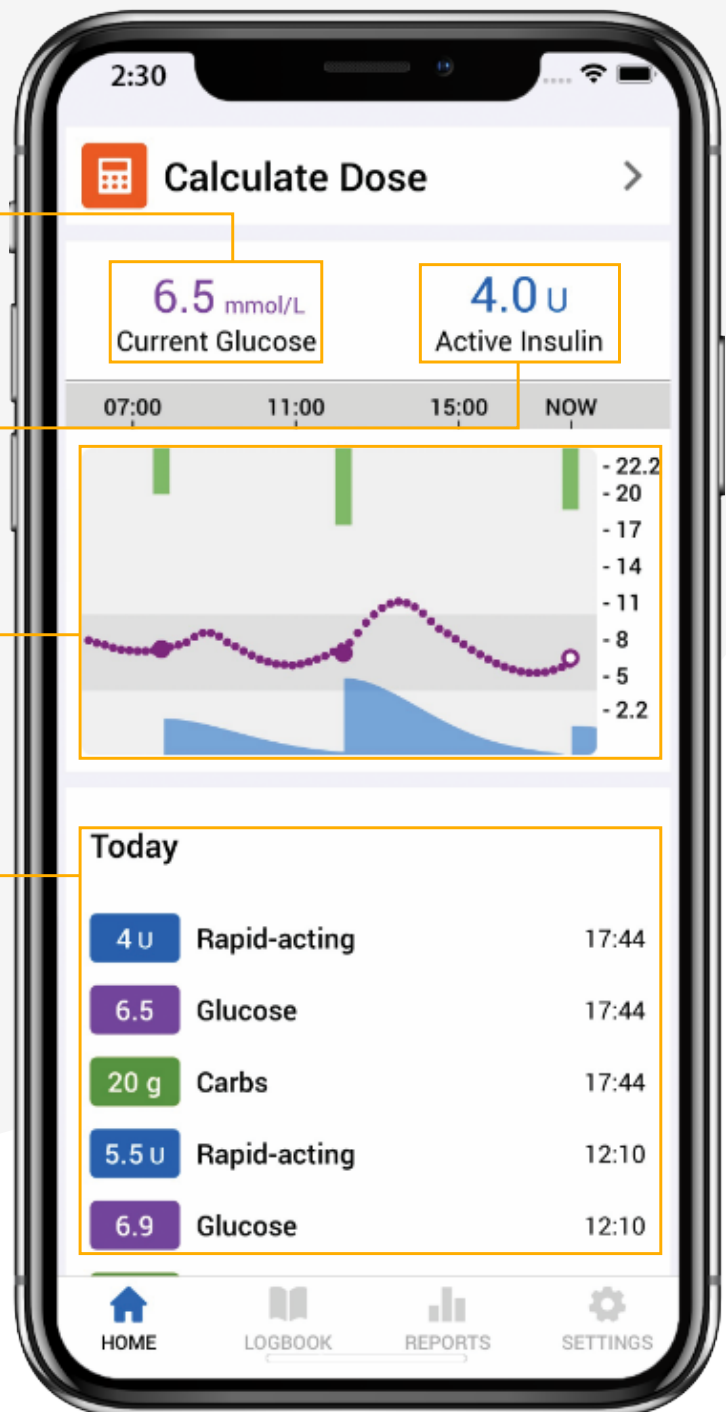 2:30
Calculate Dose
6.5 mmol/L
4.0 U
Current Glucose
Active Insulin
07:00 11:00 15:00 NOW
- 22.2
- 20
- 17
- 14
- 11
- 8
- 5
- 2.2
Today
4 U Rapid-acting 17:44
6.5 Glucose 17:44
20 g Carbs 17:44
5.5 U Rapid-acting 12:10
6.9 Glucose 12:10
HOME LOGBOOK REPORTS SETTINGS